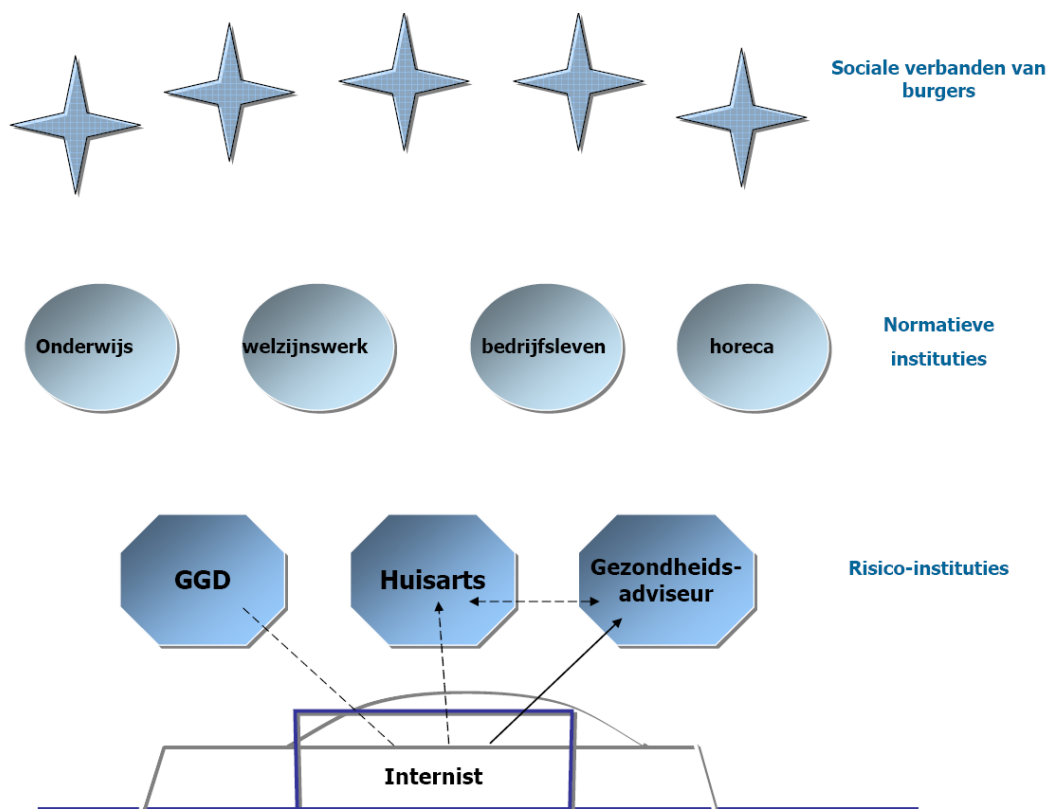 Sociale verbanden van
burgers
Onderwijs
welzijnswerk
bedrijfsleven
horeca
Normatieve
instituties
GGD
Huisarts
Gezondheids-
adviseur
Risico-instituties
Internist